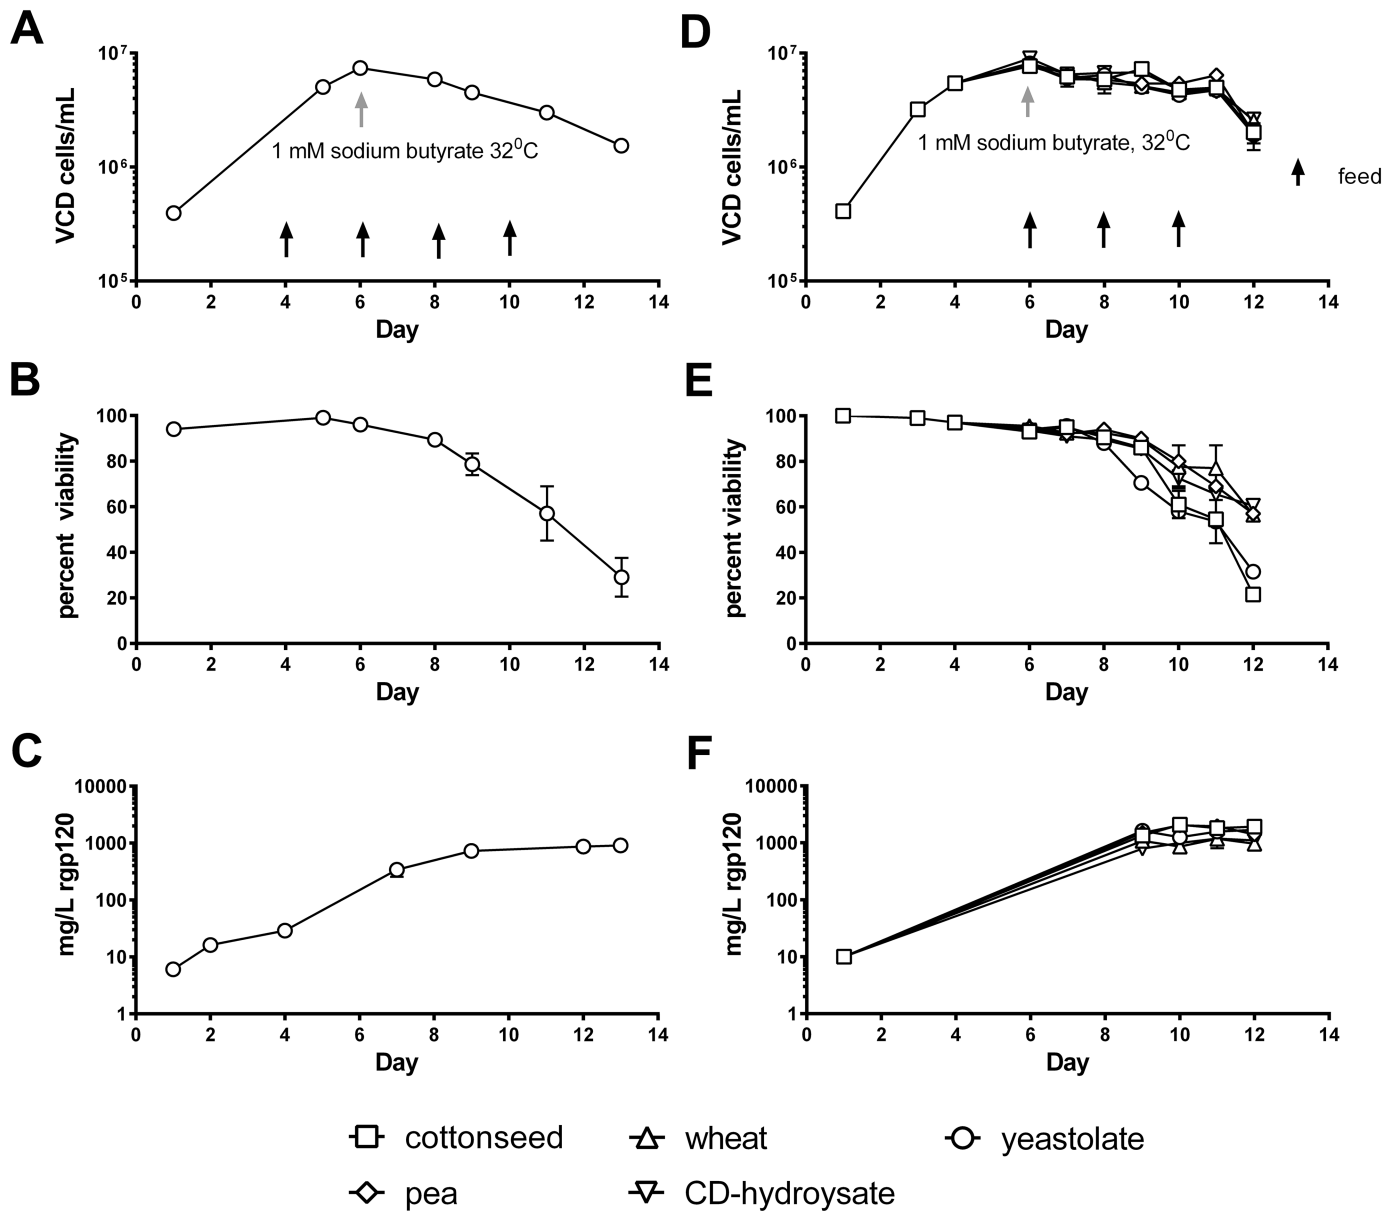 A
VCD cells/mL
10⁷
10⁶
10⁵
1 mM sodium butyrate 32⁰C
0 2 4 6 8 10 12 14
Day
D
VCD cells/mL
10⁷
10⁶
10⁵
1 mM sodium butyrate, 32⁰C
feed
0 2 4 6 8 10 12 14
Day
B
percent viability
100
80
60
40
20
0
0 2 4 6 8 10 12 14
Day
E
percent viability
100
80
60
40
20
0
0 2 4 6 8 10 12 14
Day
C
mg/L rgp120
10000
1000
100
10
1
0 2 4 6 8 10 12 14
Day
F
mg/L rgp120
10000
1000
100
10
1
0 2 4 6 8 10 12 14
Day
cottonseed wheat yeastolate
pea CD-hydroysate